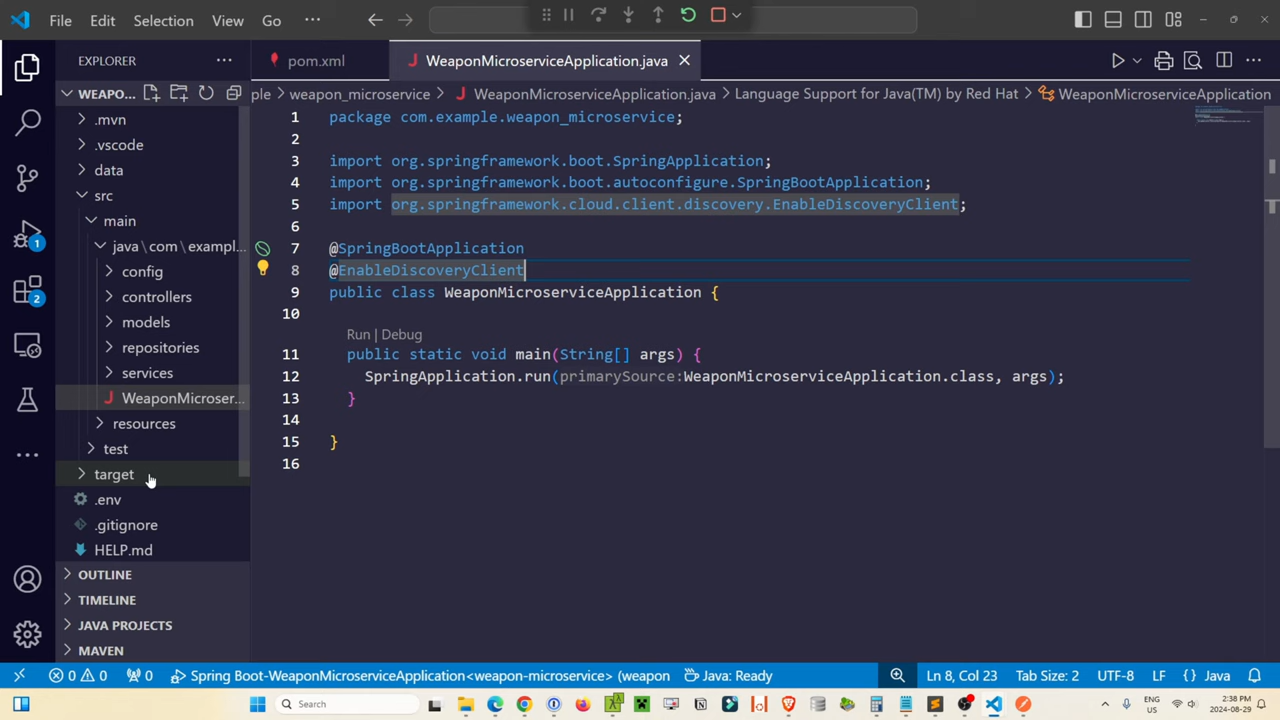 File Edit Selection View Go ···
EXPLORER ···
WEAPO...
.mvn
.vscode
data
src
main
java\com\exampl...
config
controllers
models
repositories
services
WeaponMicroser...
resources
test
target
.env
.gitignore
HELP.md
OUTLINE
TIMELINE
JAVA PROJECTS
MAVEN
1
2
pom.xml
WeaponMicroserviceApplication.java
ple > weapon_microservice > WeaponMicroserviceApplication.java > Language Support for Java(TM) by Red Hat > WeaponMicroserviceApplication
1 package com.example.weapon_microservice;
2
3 import org.springframework.boot.SpringApplication;
4 import org.springframework.boot.autoconfigure.SpringBootApplication;
5 import org.springframework.cloud.client.discovery.EnableDiscoveryClient;
6
7 @SpringBootApplication
8 @EnableDiscoveryClient
9 public class WeaponMicroserviceApplication {
10
Run | Debug
11 public static void main(String[] args) {
12 SpringApplication.run(primarySource:WeaponMicroserviceApplication.class, args);
13 }
14
15 }
16
0 0 0 Spring Boot-WeaponMicroserviceApplication<weapon-microservice> (weapon Java: Ready Ln 8, Col 23 Tab Size: 2 UTF-8 LF {} Java
Search
ENG
US
2:38 PM
2024-08-29